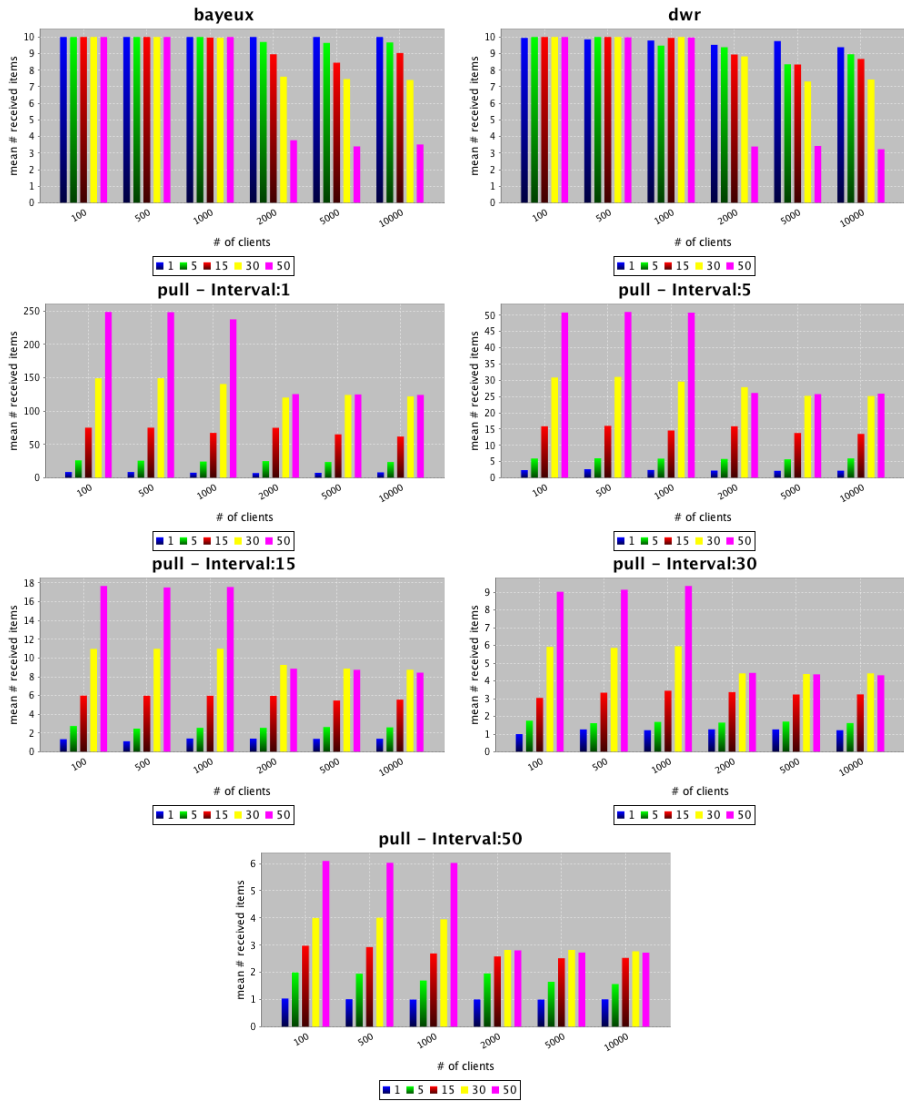 bayeux
mean # received items
10
9
8
7
6
5
4
3
2
1
0
100 500 1000 2000 5000 10000
# of clients
1 5 15 30 50
dwr
mean # received items
10
9
8
7
6
5
4
3
2
1
0
100 500 1000 2000 5000 10000
# of clients
1 5 15 30 50
pull - Interval:1
mean # received items
250
200
150
100
50
0
100 500 1000 2000 5000 10000
# of clients
1 5 15 30 50
pull - Interval:5
mean # received items
50
45
40
35
30
25
20
15
10
5
0
100 500 1000 2000 5000 10000
# of clients
1 5 15 30 50
pull - Interval:15
mean # received items
18
16
14
12
10
8
6
4
2
0
100 500 1000 2000 5000 10000
# of clients
1 5 15 30 50
pull - Interval:30
mean # received items
9
8
7
6
5
4
3
2
1
0
100 500 1000 2000 5000 10000
# of clients
1 5 15 30 50
pull - Interval:50
mean # received items
6
5
4
3
2
1
0
100 500 1000 2000 5000 10000
# of clients
1 5 15 30 50